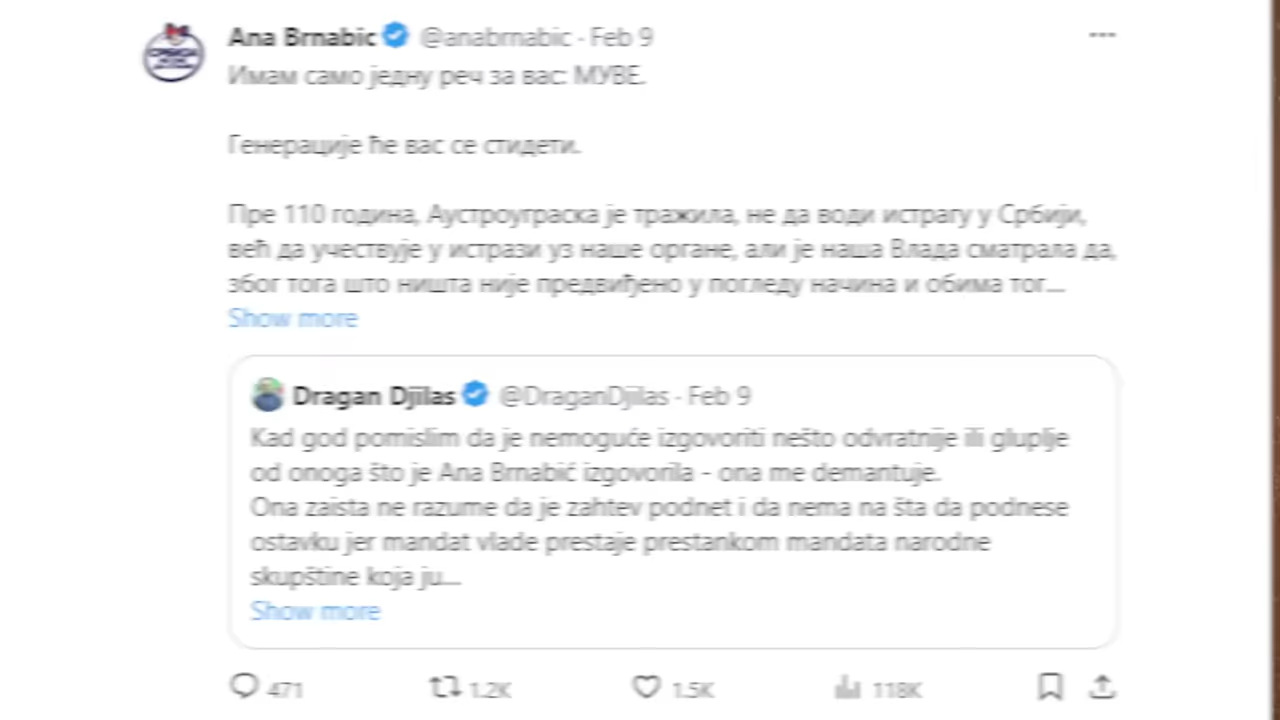 Ana Brnabic @anabrnabic · Feb 9
Имам само једну реч за вас: МУВЕ.
Генерације ће вас се стидети.
Пре 110 година, Аустроуграска је тражила, не да води истрагу у Србији,
већ да учествује у истрази уз наше органе, али је наша Влада сматрала да,
због тога што ништа није предвиђено у погледу начина и обима тог...
Show more
Dragan Djilas @DraganDjilas · Feb 9
Kad god pomislim da je nemoguće izgovoriti nešto odvratnije ili gluplje
od onoga što je Ana Brnabić izgovorila - ona me demantuje.
Ona zaista ne razume da je zahtev podnet i da nema na šta da podnese
ostavku jer mandat vlade prestaje prestankom mandata narodne
skupštine koja ju...
Show more
471 1.2K 1.5K 118K